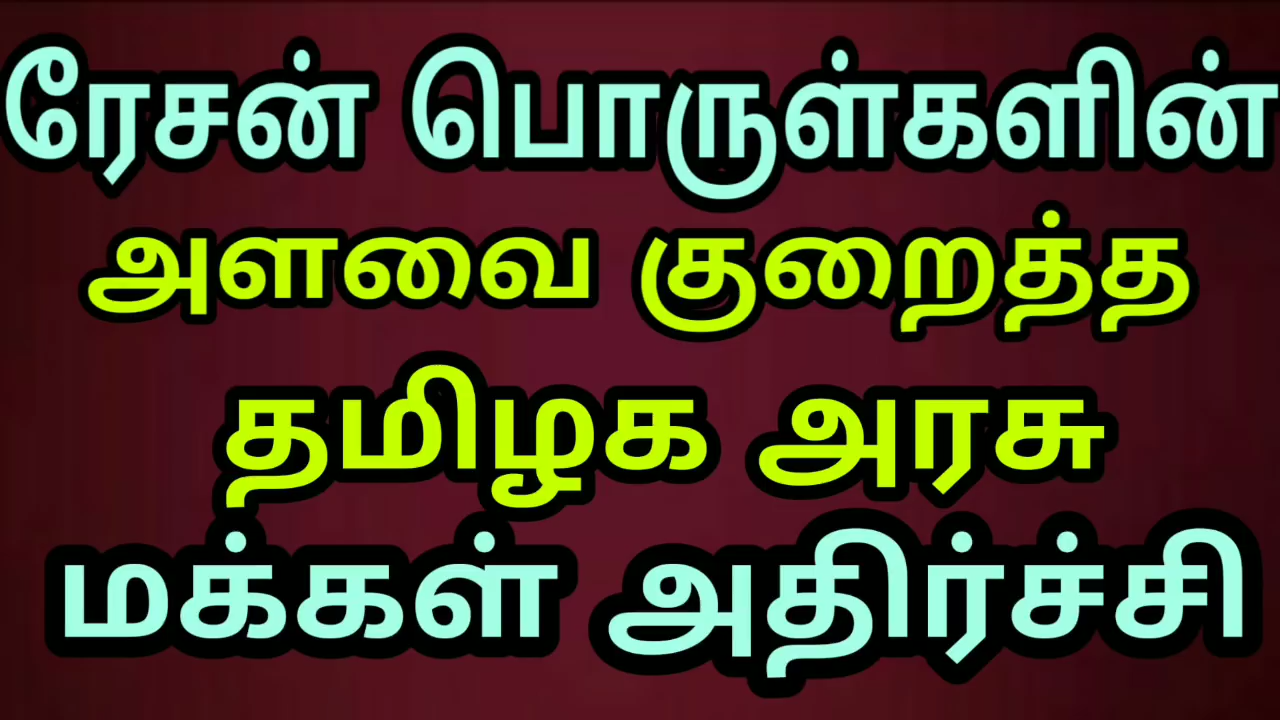 ரேசன் பொருள்களின்
அளவை குறைத்த
தமிழக அரசு
மக்கள் அதிர்ச்சி